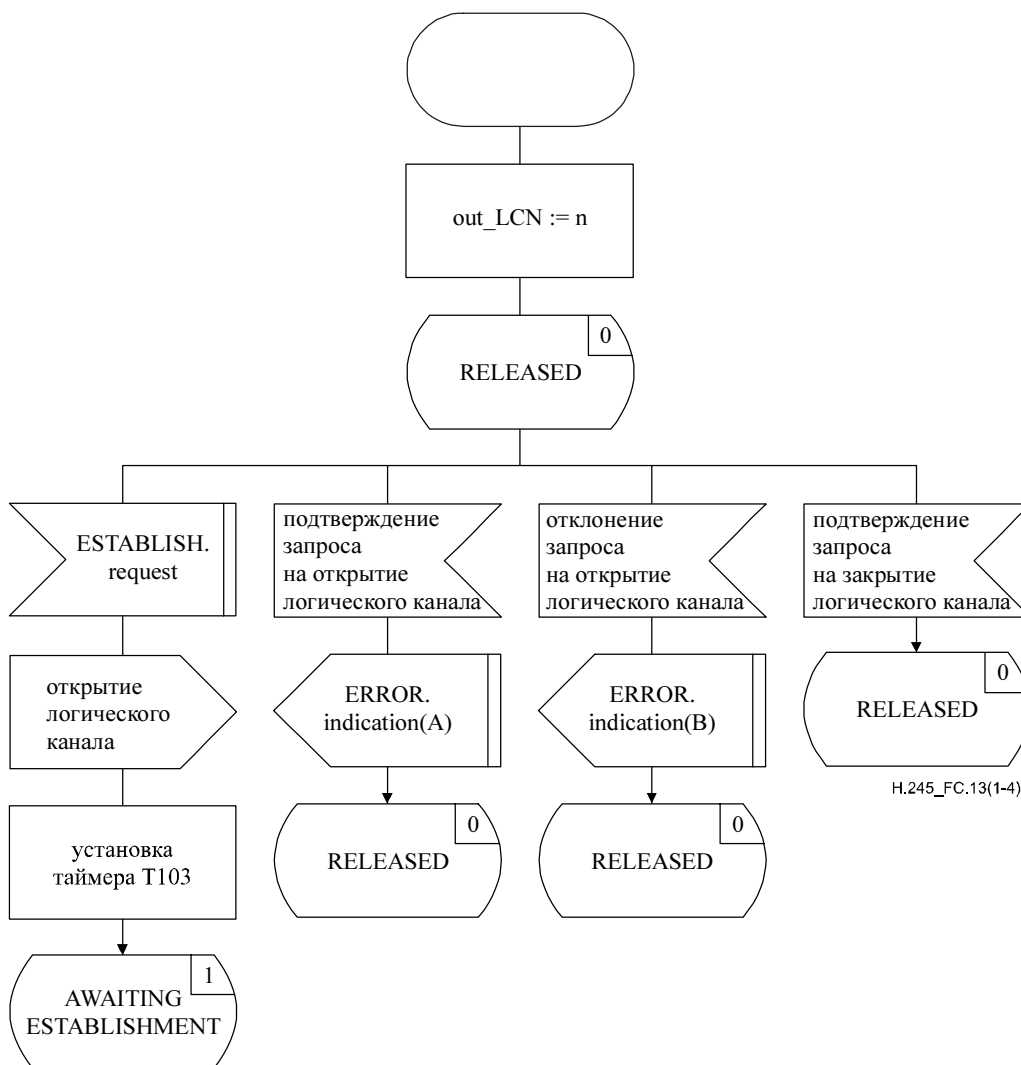 out_LCN := n
0
RELEASED
ESTABLISH.
request
подтверждение
запроса
на открытие
логического канала
отклонение
запроса
на открытие
логического канала
подтверждение
запроса
на закрытие
логического канала
открытие
логического
канала
ERROR.
indication(A)
ERROR.
indication(B)
0
RELEASED
H.245_FC.13(1-4)
установка
таймера T103
0
RELEASED
0
RELEASED
1
AWAITING
ESTABLISHMENT